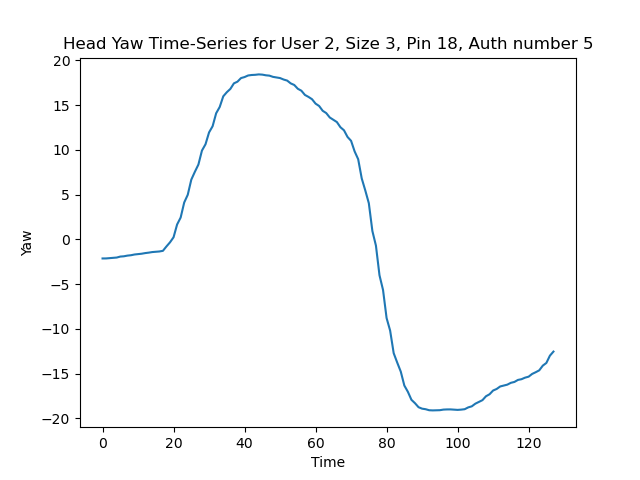 Head Yaw Time-Series for User 2, Size 3, Pin 18, Auth number 5
20
15
10
5
0
−5
−10
−15
−20
Yaw
0 20 40 60 80 100 120
Time